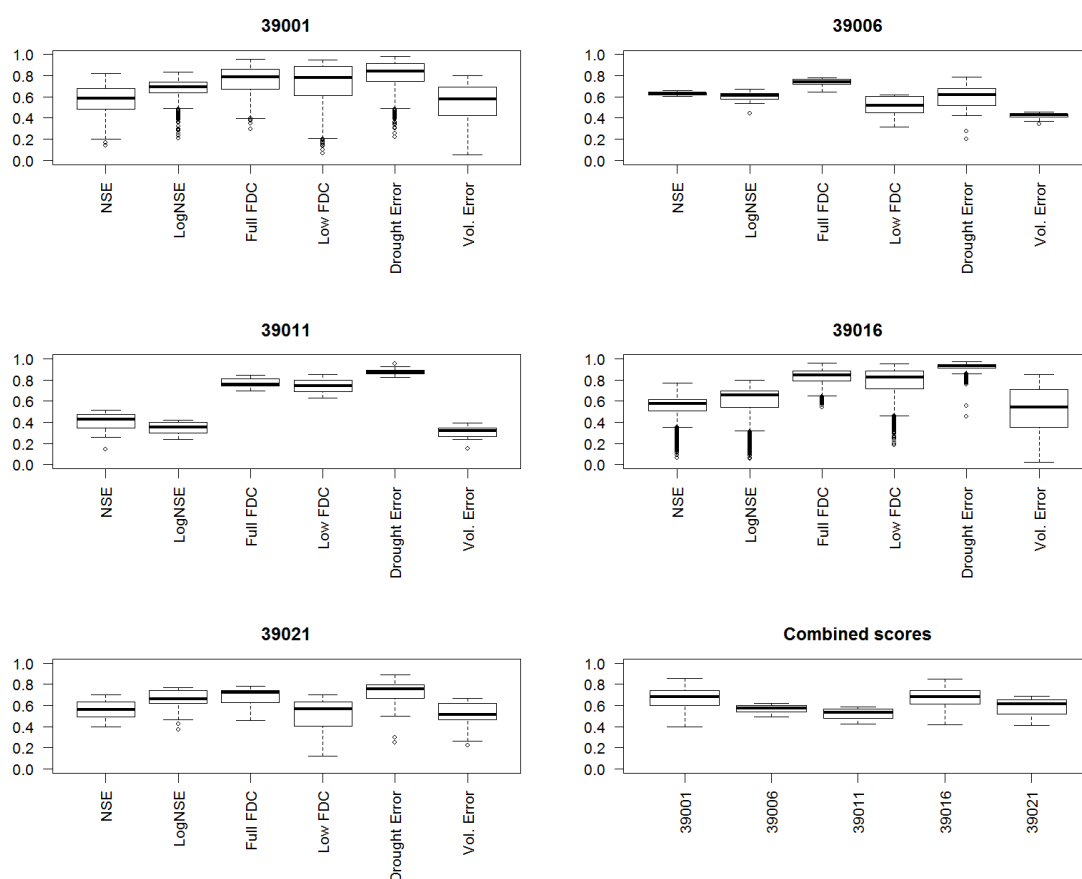 39001
1.0
0.8
0.6
0.4
0.2
0.0
NSE
LogNSE
Full FDC
Low FDC
Drought Error
Vol. Error
39006
1.0
0.8
0.6
0.4
0.2
0.0
NSE
LogNSE
Full FDC
Low FDC
Drought Error
Vol. Error
39011
1.0
0.8
0.6
0.4
0.2
0.0
NSE
LogNSE
Full FDC
Low FDC
Drought Error
Vol. Error
39016
1.0
0.8
0.6
0.4
0.2
0.0
NSE
LogNSE
Full FDC
Low FDC
Drought Error
Vol. Error
39021
1.0
0.8
0.6
0.4
0.2
0.0
NSE
LogNSE
Full FDC
Low FDC
Drought Error
Vol. Error
Combined scores
1.0
0.8
0.6
0.4
0.2
0.0
39001
39006
39011
39016
39021